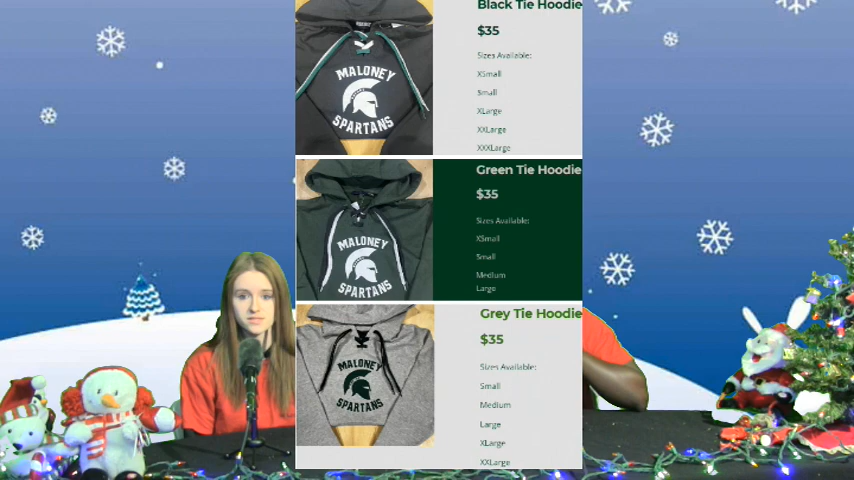 Black Tie Hoodie
$35
Sizes Available:
XSmall
Small
XLarge
XXLarge
XXXLarge
MALONEY
SPARTANS
Green Tie Hoodie
$35
Sizes Available:
XSmall
Small
Medium
Large
MALONEY
SPARTANS
Grey Tie Hoodie
$35
Sizes Available:
Small
Medium
Large
XLarge
XXLarge
MALONEY
SPARTANS